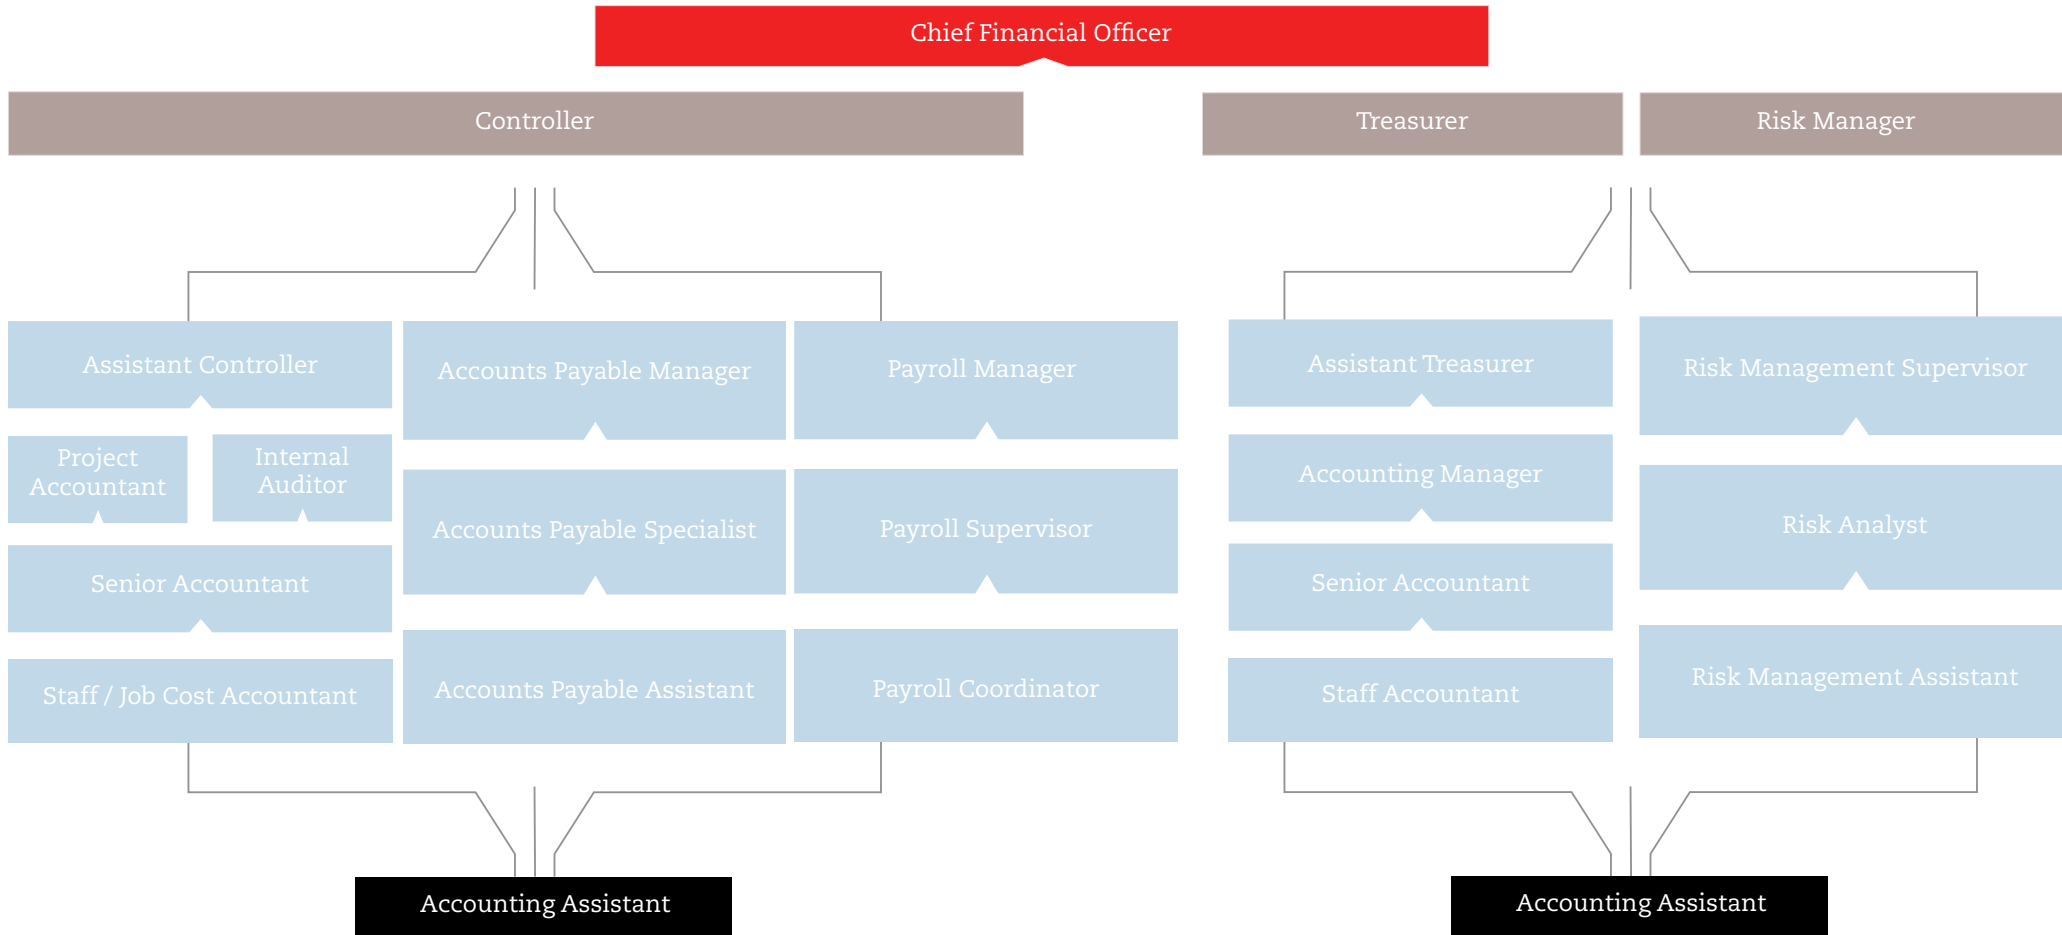 Chief Financial Officer
Controller
Treasurer
Risk Manager
Assistant Controller
Accounts Payable Manager
Payroll Manager
Assistant Treasurer
Risk Management Supervisor
Project
Accountant
Internal
Auditor
Accounting Manager
Accounts Payable Specialist
Payroll Supervisor
Risk Analyst
Senior Accountant
Senior Accountant
Staff / Job Cost Accountant
Accounts Payable Assistant
Payroll Coordinator
Staff Accountant
Risk Management Assistant
Accounting Assistant
Accounting Assistant